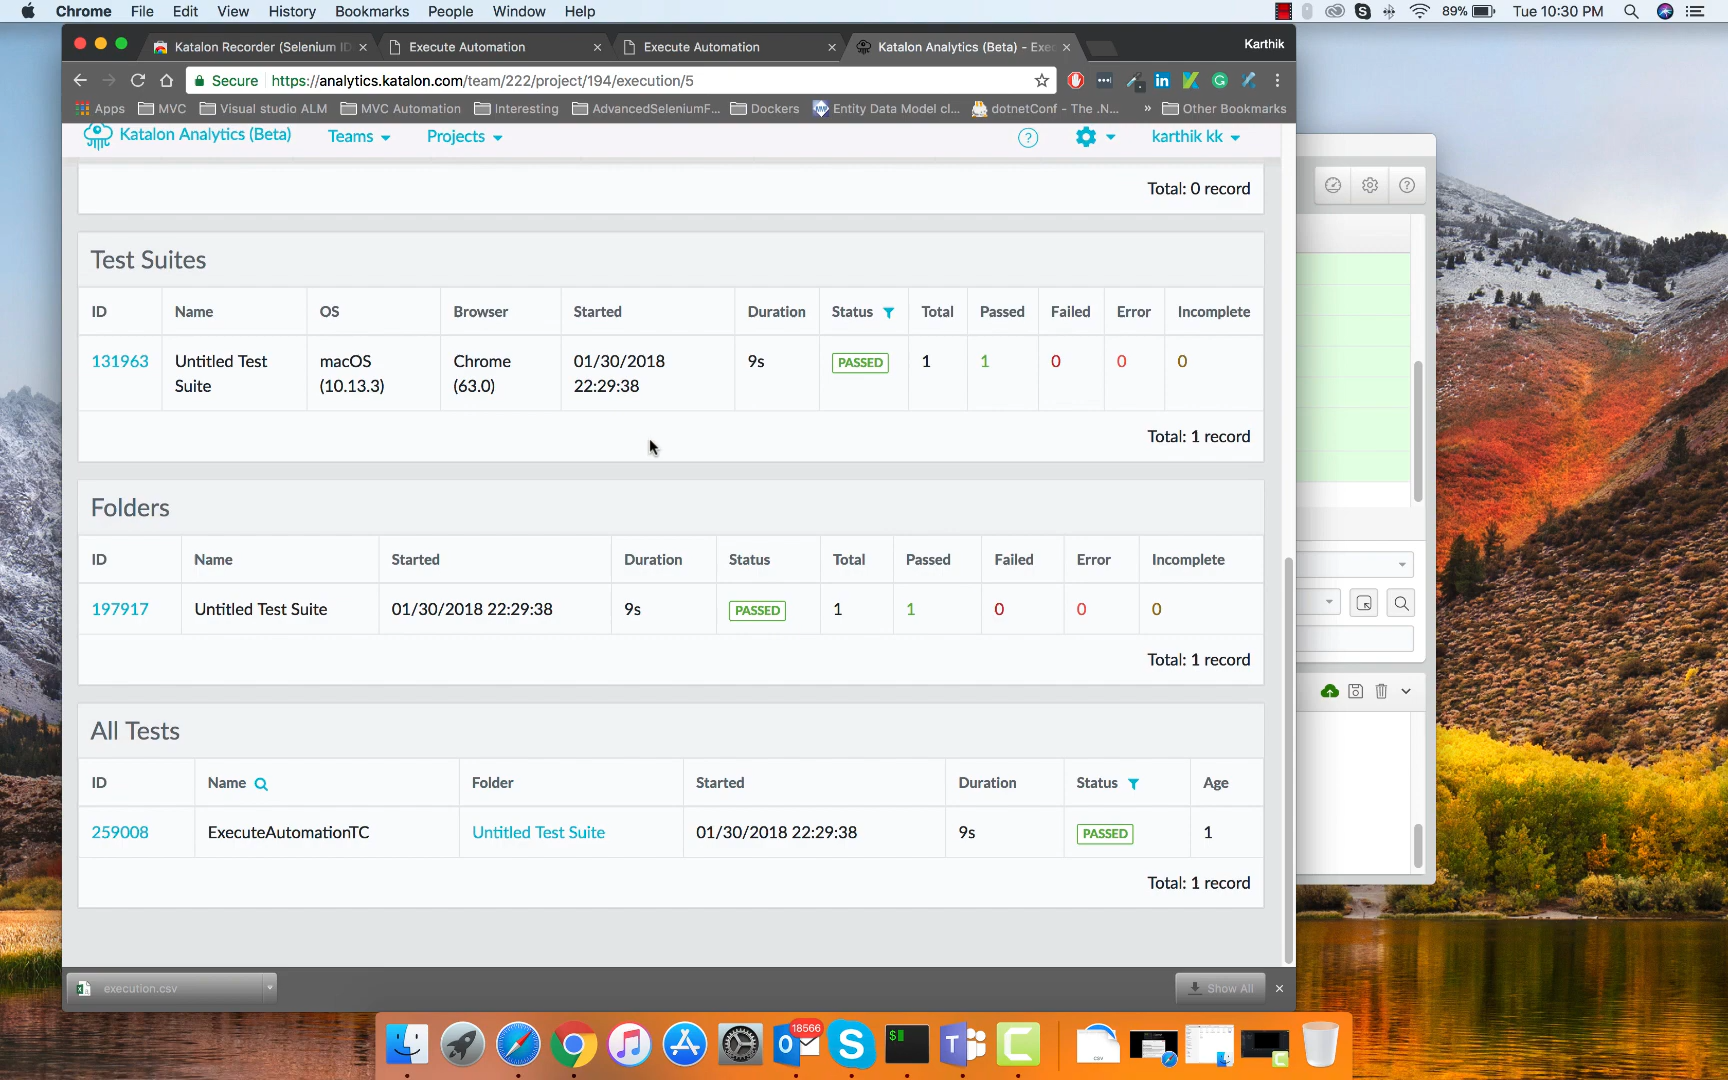 Chrome File Edit View History Bookmarks People Window Help 89% Tue 10:30 PM
Katalon Recorder (Selenium ID Execute Automation Execute Automation Katalon Analytics (Beta) - Exec Karthik
Secure https://analytics.katalon.com/team/222/project/194/execution/5
Apps MVC Visual studio ALM MVC Automation Interesting AdvancedSeleniumF... Dockers Entity Data Model cl... dotnetConf - The .N... » Other Bookmarks
Katalon Analytics (Beta) Teams Projects ? karthik kk
Total: 0 record
Test Suites
ID Name OS Browser Started Duration Status Total Passed Failed Error Incomplete
131963 Untitled Test Suite macOS (10.13.3) Chrome (63.0) 01/30/2018 22:29:38 9s PASSED 1 1 0 0 0
Total: 1 record
Folders
ID Name Started Duration Status Total Passed Failed Error Incomplete
197917 Untitled Test Suite 01/30/2018 22:29:38 9s PASSED 1 1 0 0 0
Total: 1 record
All Tests
ID Name Folder Started Duration Status Age
259008 ExecuteAutomationTC Untitled Test Suite 01/30/2018 22:29:38 9s PASSED 1
Total: 1 record
execution.csv Show All
18566